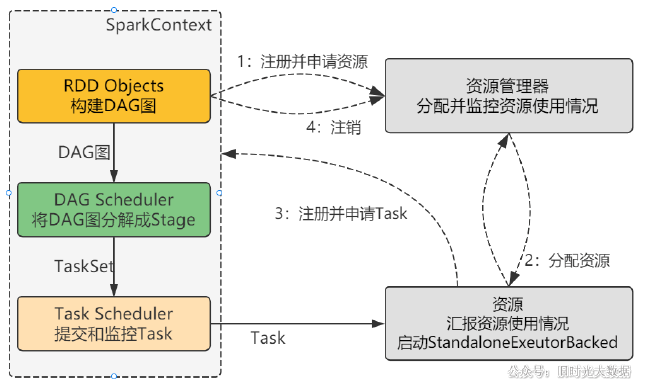 SparkContext
RDD Objects
构建DAG图
1：注册并申请资源
资源管理器
分配并监控资源使用情况
4：注销
DAG图
DAG Scheduler
将DAG图分解成Stage
3：注册并申请Task
2：分配资源
TaskSet
Task Scheduler
提交和监控Task
Task
资源
汇报资源使用情况
启动StandaloneExeutorBacked
公众号：旧时光大数据